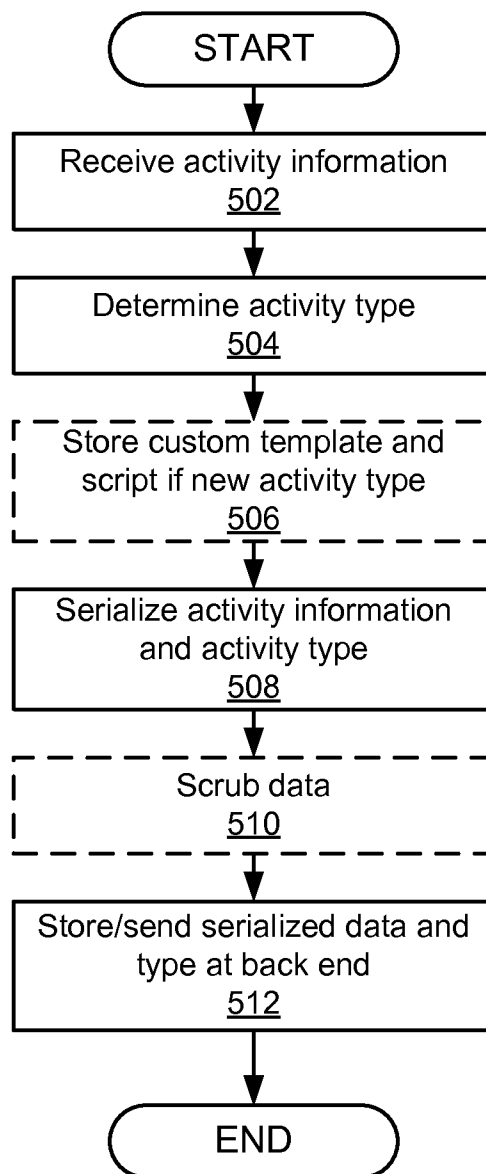 START
Receive activity information
502
Determine activity type
504
Store custom template and
script if new activity type
506
Serialize activity information
and activity type
508
Scrub data
510
Store/send serialized data and
type at back end
512
END